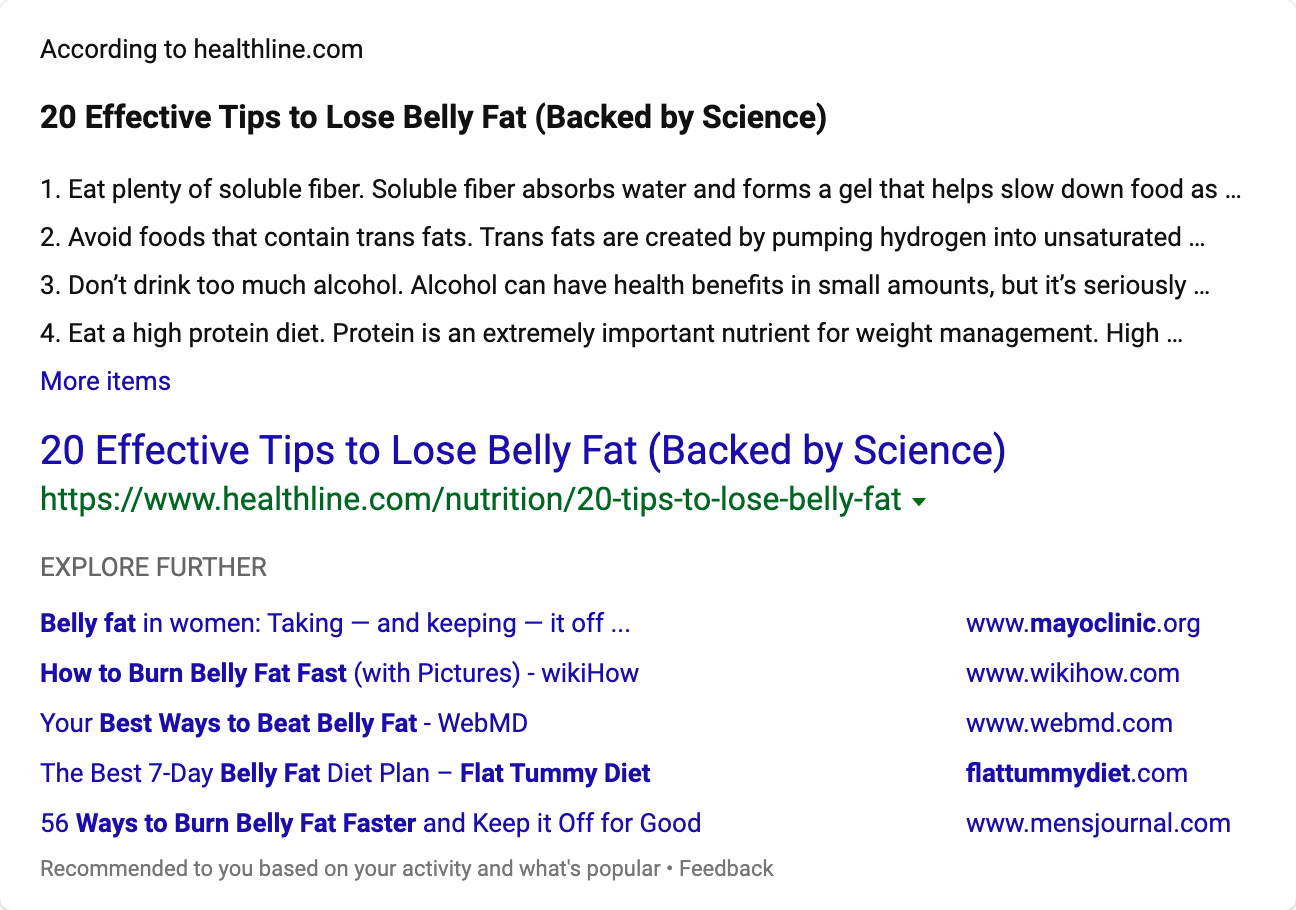 According to healthline.com
20 Effective Tips to Lose Belly Fat (Backed by Science)
1. Eat plenty of soluble fiber. Soluble fiber absorbs water and forms a gel that helps slow down food as ...
2. Avoid foods that contain trans fats. Trans fats are created by pumping hydrogen into unsaturated ...
3. Don’t drink too much alcohol. Alcohol can have health benefits in small amounts, but it’s seriously ...
4. Eat a high protein diet. Protein is an extremely important nutrient for weight management. High ...
More items
20 Effective Tips to Lose Belly Fat (Backed by Science)
https://www.healthline.com/nutrition/20-tips-to-lose-belly-fat
EXPLORE FURTHER
Belly fat in women: Taking — and keeping — it off ... www.mayoclinic.org
How to Burn Belly Fat Fast (with Pictures) - wikiHow www.wikihow.com
Your Best Ways to Beat Belly Fat - WebMD www.webmd.com
The Best 7-Day Belly Fat Diet Plan – Flat Tummy Diet flattummydiet.com
56 Ways to Burn Belly Fat Faster and Keep it Off for Good www.mensjournal.com
Recommended to you based on your activity and what's popular • Feedback